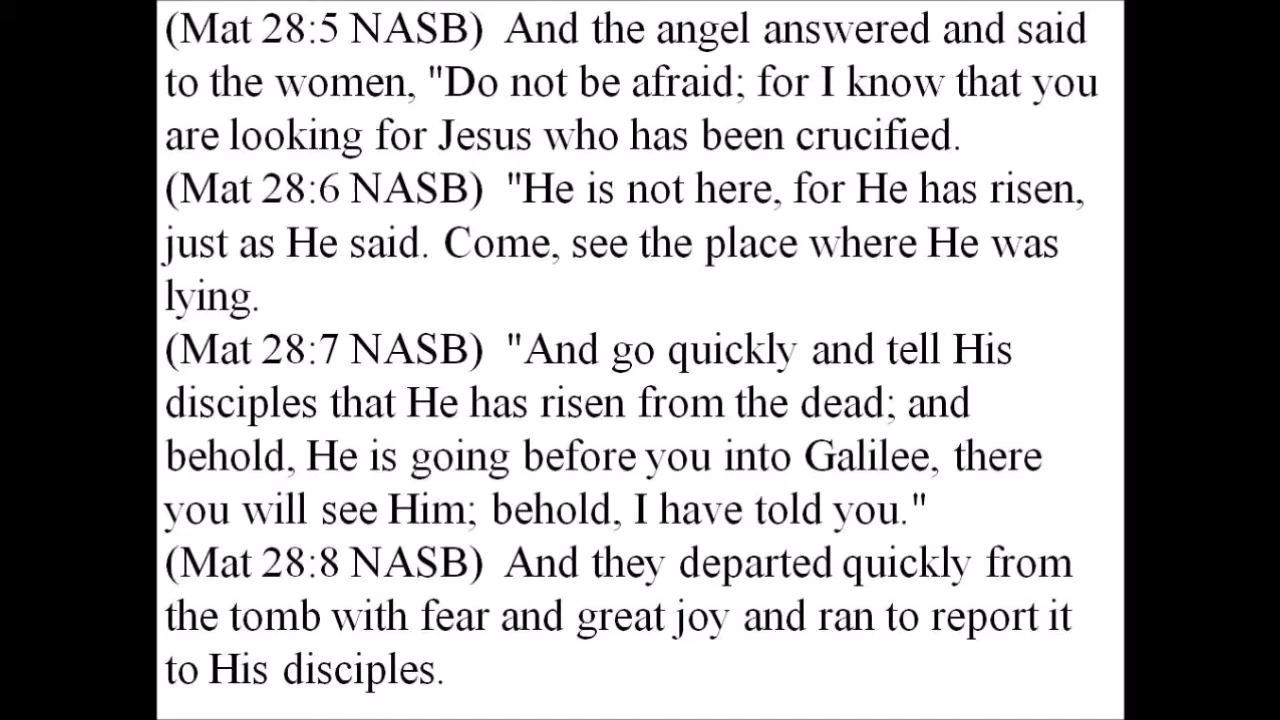 (Mat 28:5 NASB)  And the angel answered and said
to the women, "Do not be afraid; for I know that you
are looking for Jesus who has been crucified.
(Mat 28:6 NASB)  "He is not here, for He has risen,
just as He said. Come, see the place where He was
lying.
(Mat 28:7 NASB)  "And go quickly and tell His
disciples that He has risen from the dead; and
behold, He is going before you into Galilee, there
you will see Him; behold, I have told you."
(Mat 28:8 NASB)  And they departed quickly from
the tomb with fear and great joy and ran to report it
to His disciples.